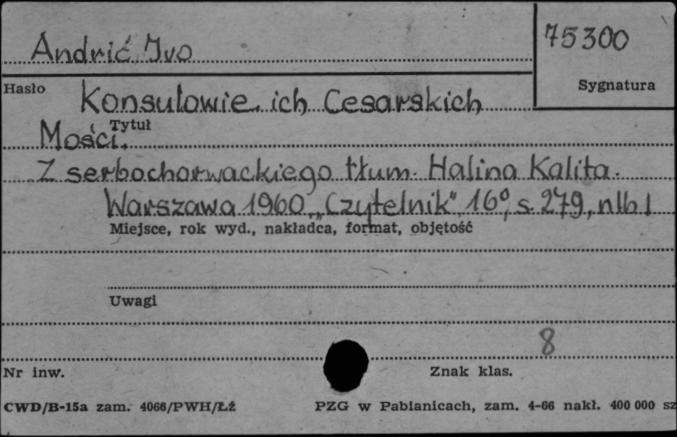 Andrić Ivo
75300
Hasło
Sygnatura
Konsulowie ich Cesarskich
Mości.
Tytuł
Z serbochorwackiego tłum. Halina Kalita.
Warszawa 1960 „Czytelnik" 16°, s. 279, nlb 1
Miejsce, rok wyd., nakładca, format, objętość
Uwagi
8
Nr inw.
Znak klas.
CWD/B-15a zam. 4066/PWH/Łż
PZG w Pabianicach, zam. 4-66 nakł. 400 000 sz